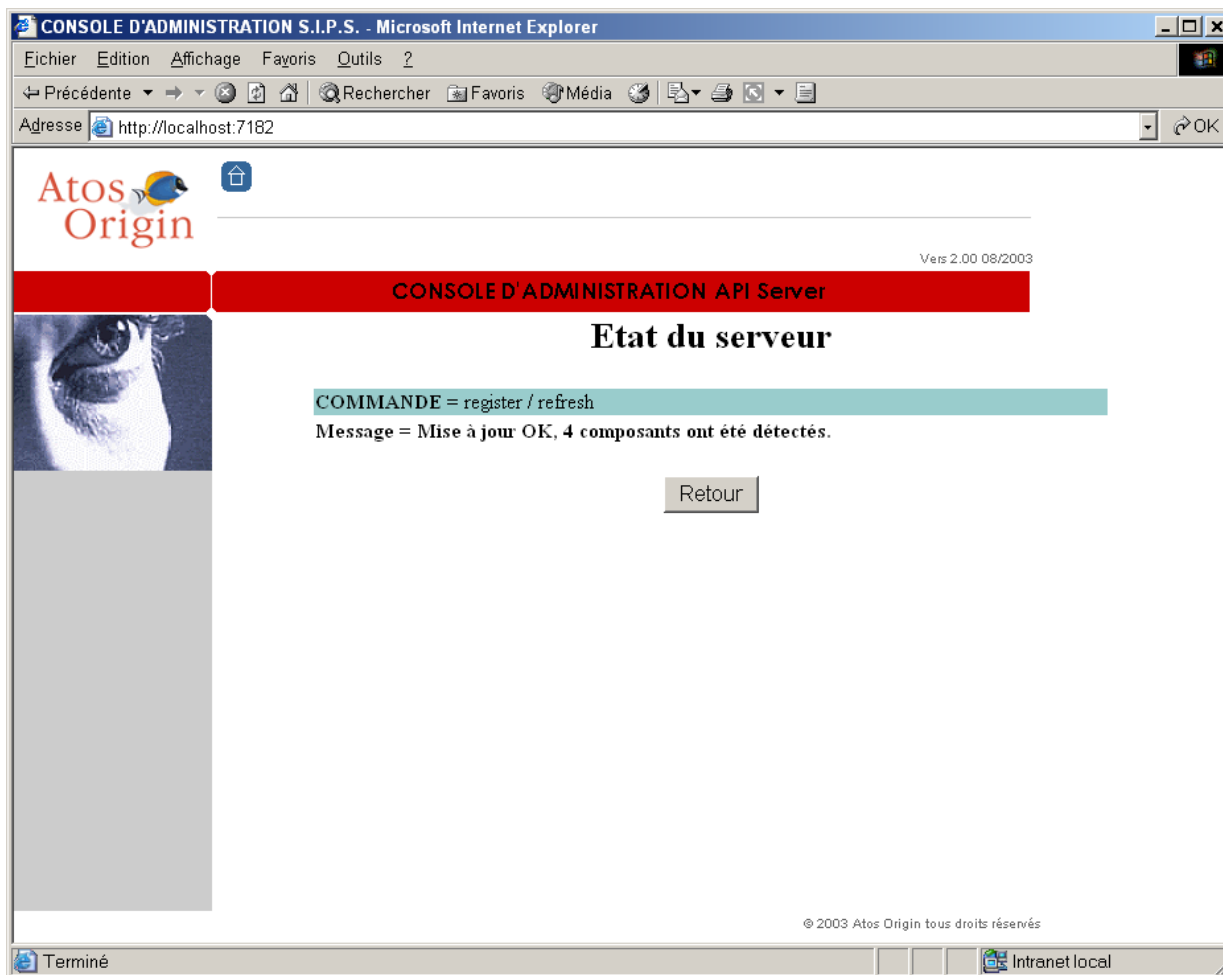 CONSOLE D'ADMINISTRATION S.I.P.S. - Microsoft Internet Explorer
Fichier Edition Affichage Favoris Outils ?
Précédente Rechercher Favoris Média
Adresse http://localhost:7182 OK
Atos
Origin
Vers 2.00 08/2003
CONSOLE D'ADMINISTRATION API Server
Etat du serveur
COMMANDE = register / refresh
Message = Mise à jour OK, 4 composants ont été détectés.
Retour
© 2003 Atos Origin tous droits réservés
Terminé Intranet local